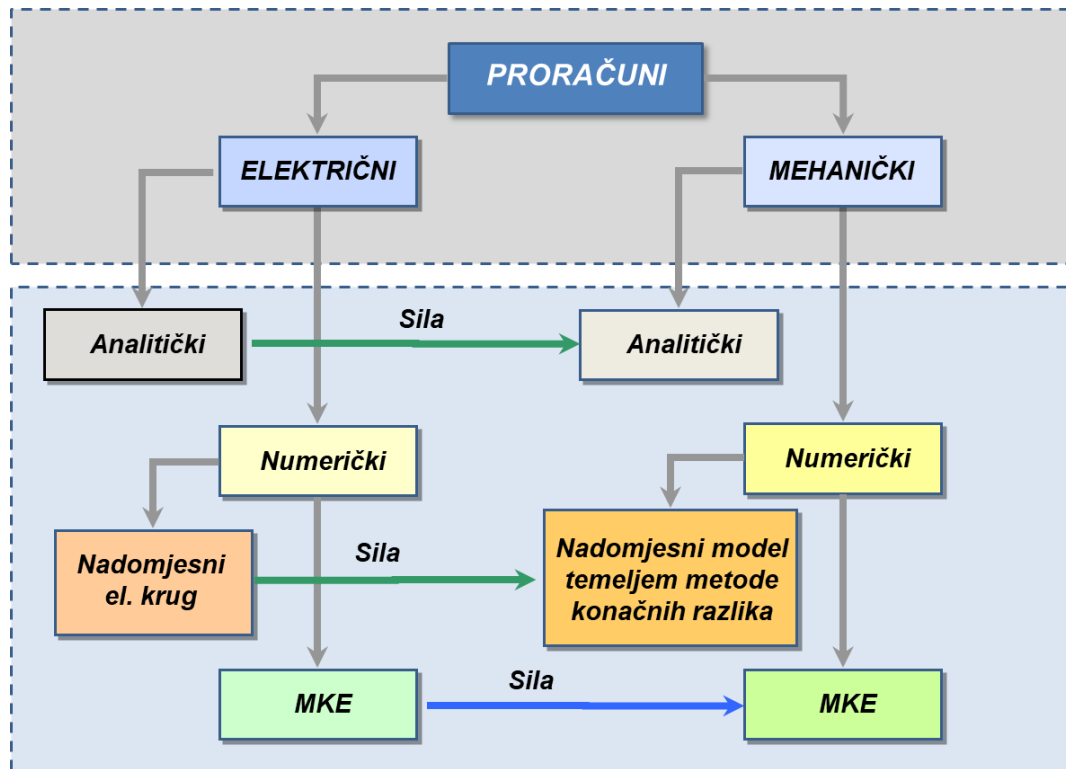 PRORAČUNI
ELEKTRIČNI
MEHANIČKI
Analitički
Sila
Analitički
Numerički
Numerički
Nadomjesni
el. krug
Sila
Nadomjesni model
temeljem metode
konačnih razlika
MKE
Sila
MKE